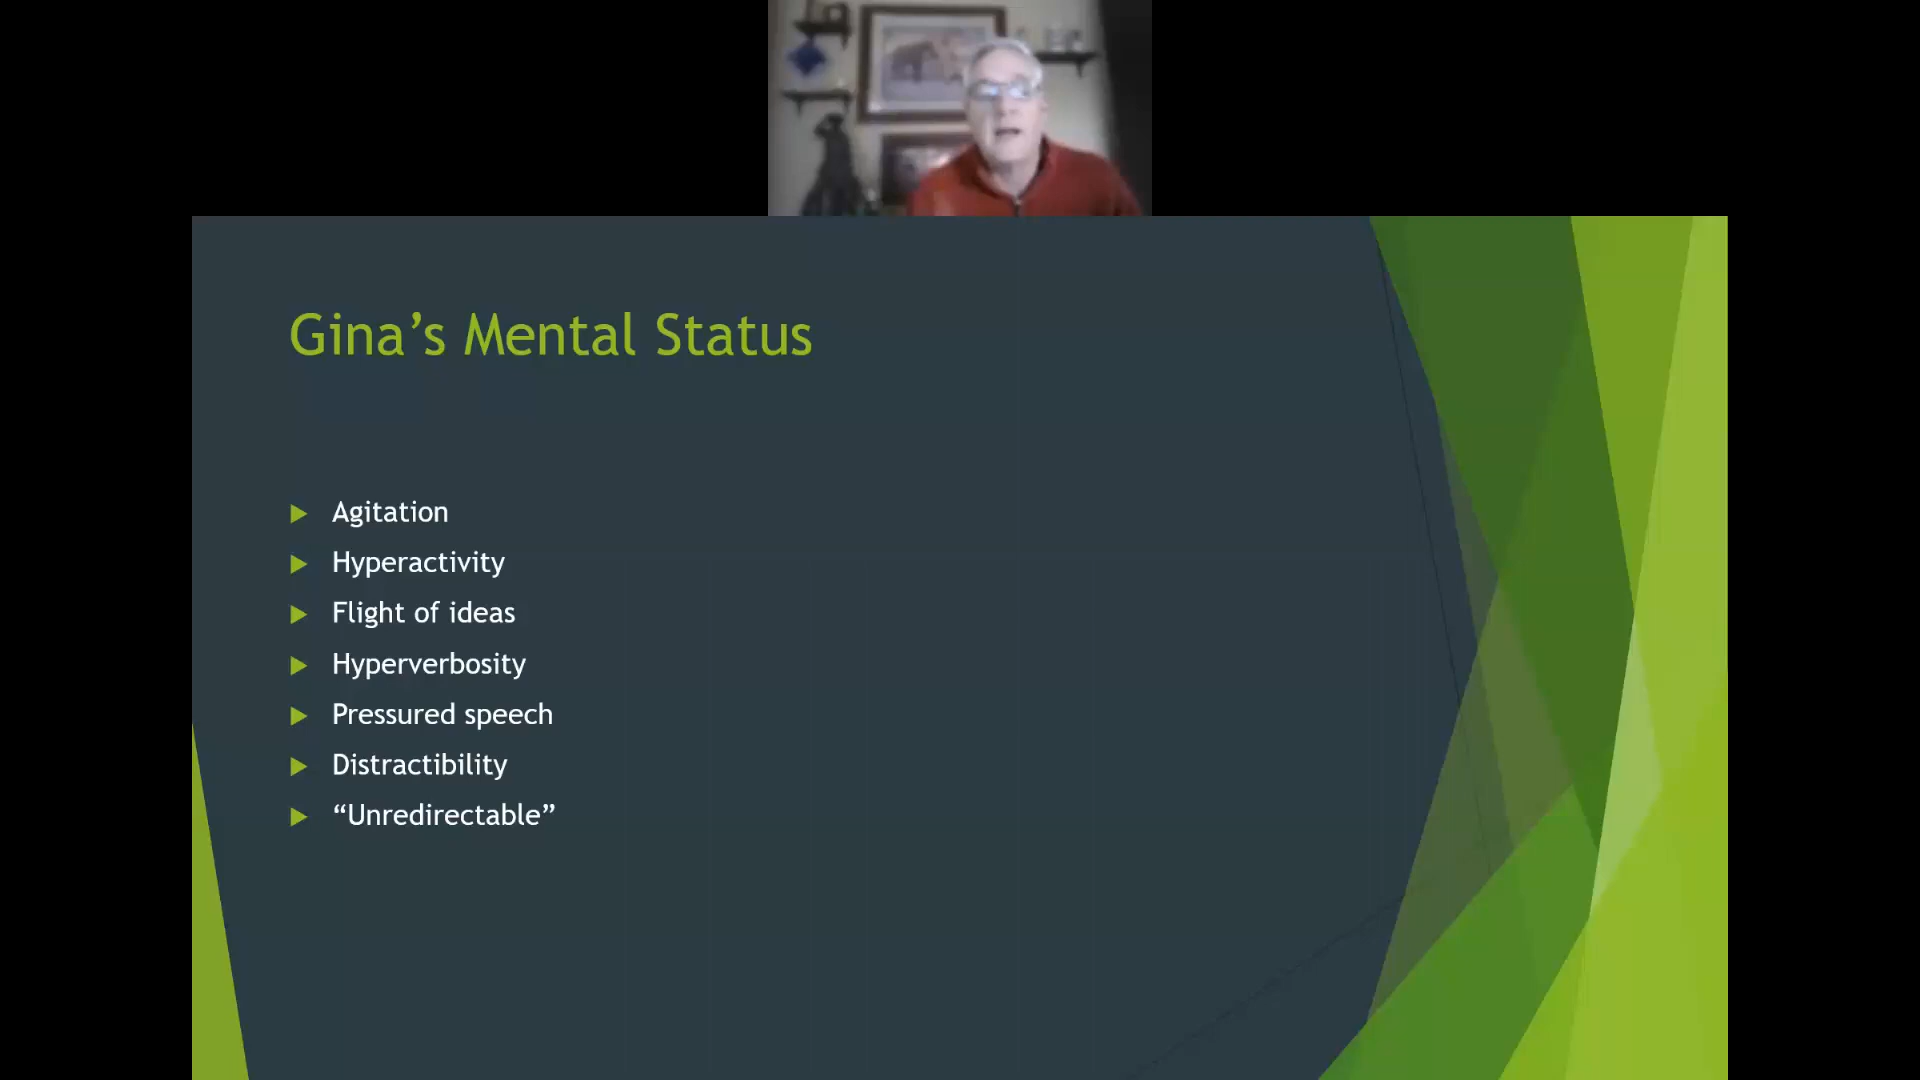 Gina’s Mental Status
Agitation
Hyperactivity
Flight of ideas
Hyperverbosity
Pressured speech
Distractibility
“Unredirectable”